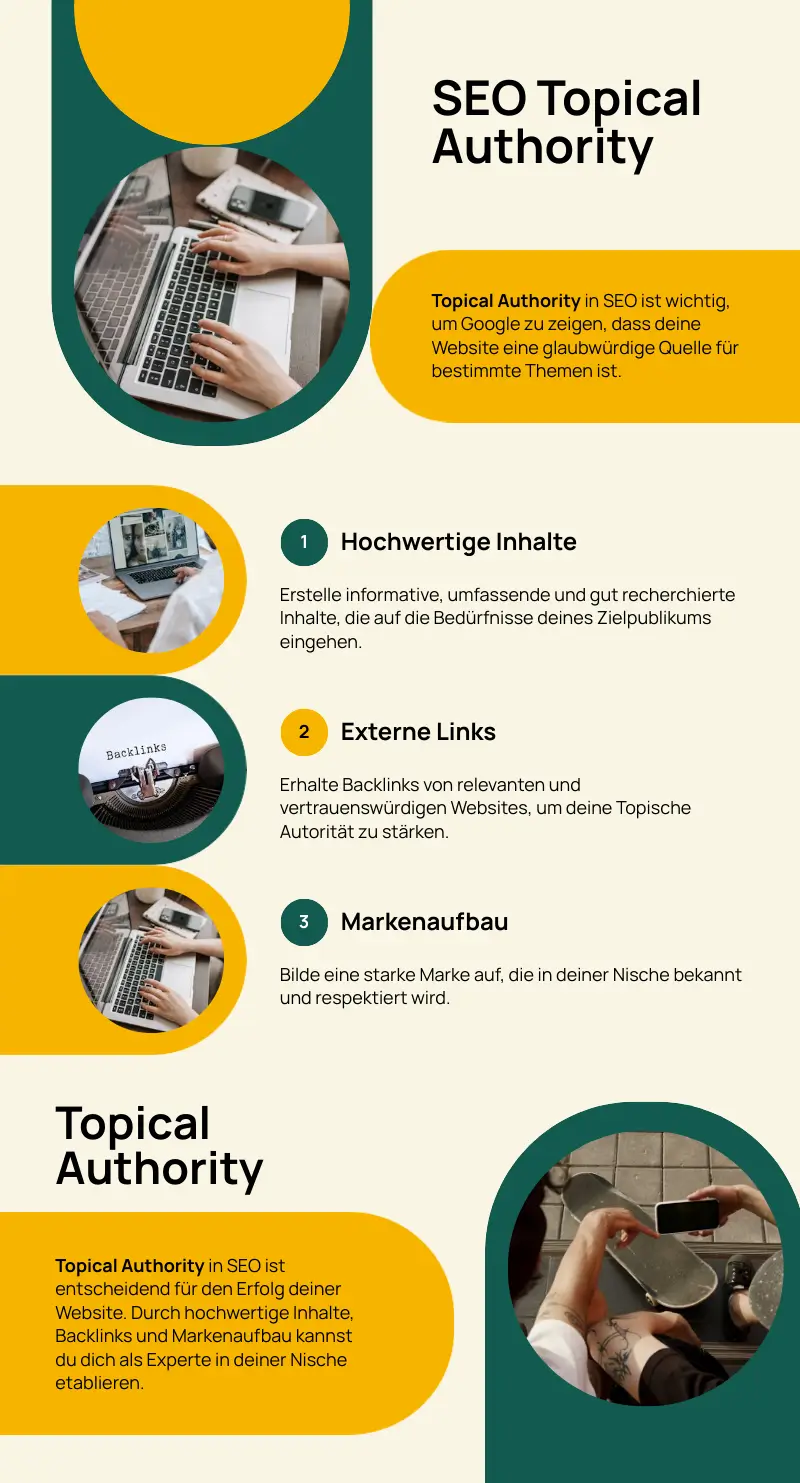 SEO Topical
Authority
Topical Authority in SEO ist wichtig,
um Google zu zeigen, dass deine
Website eine glaubwürdige Quelle für
bestimmte Themen ist.
1 Hochwertige Inhalte
Erstelle informative, umfassende und gut recherchierte
Inhalte, die auf die Bedürfnisse deines Zielpublikums
eingehen.
Backlinks
2 Externe Links
Erhalte Backlinks von relevanten und
vertrauenswürdigen Websites, um deine Topische
Autorität zu stärken.
3 Markenaufbau
Bilde eine starke Marke auf, die in deiner Nische bekannt
und respektiert wird.
Topical
Authority
Topical Authority in SEO ist
entscheidend für den Erfolg deiner
Website. Durch hochwertige Inhalte,
Backlinks und Markenaufbau kannst
du dich als Experte in deiner Nische
etablieren.